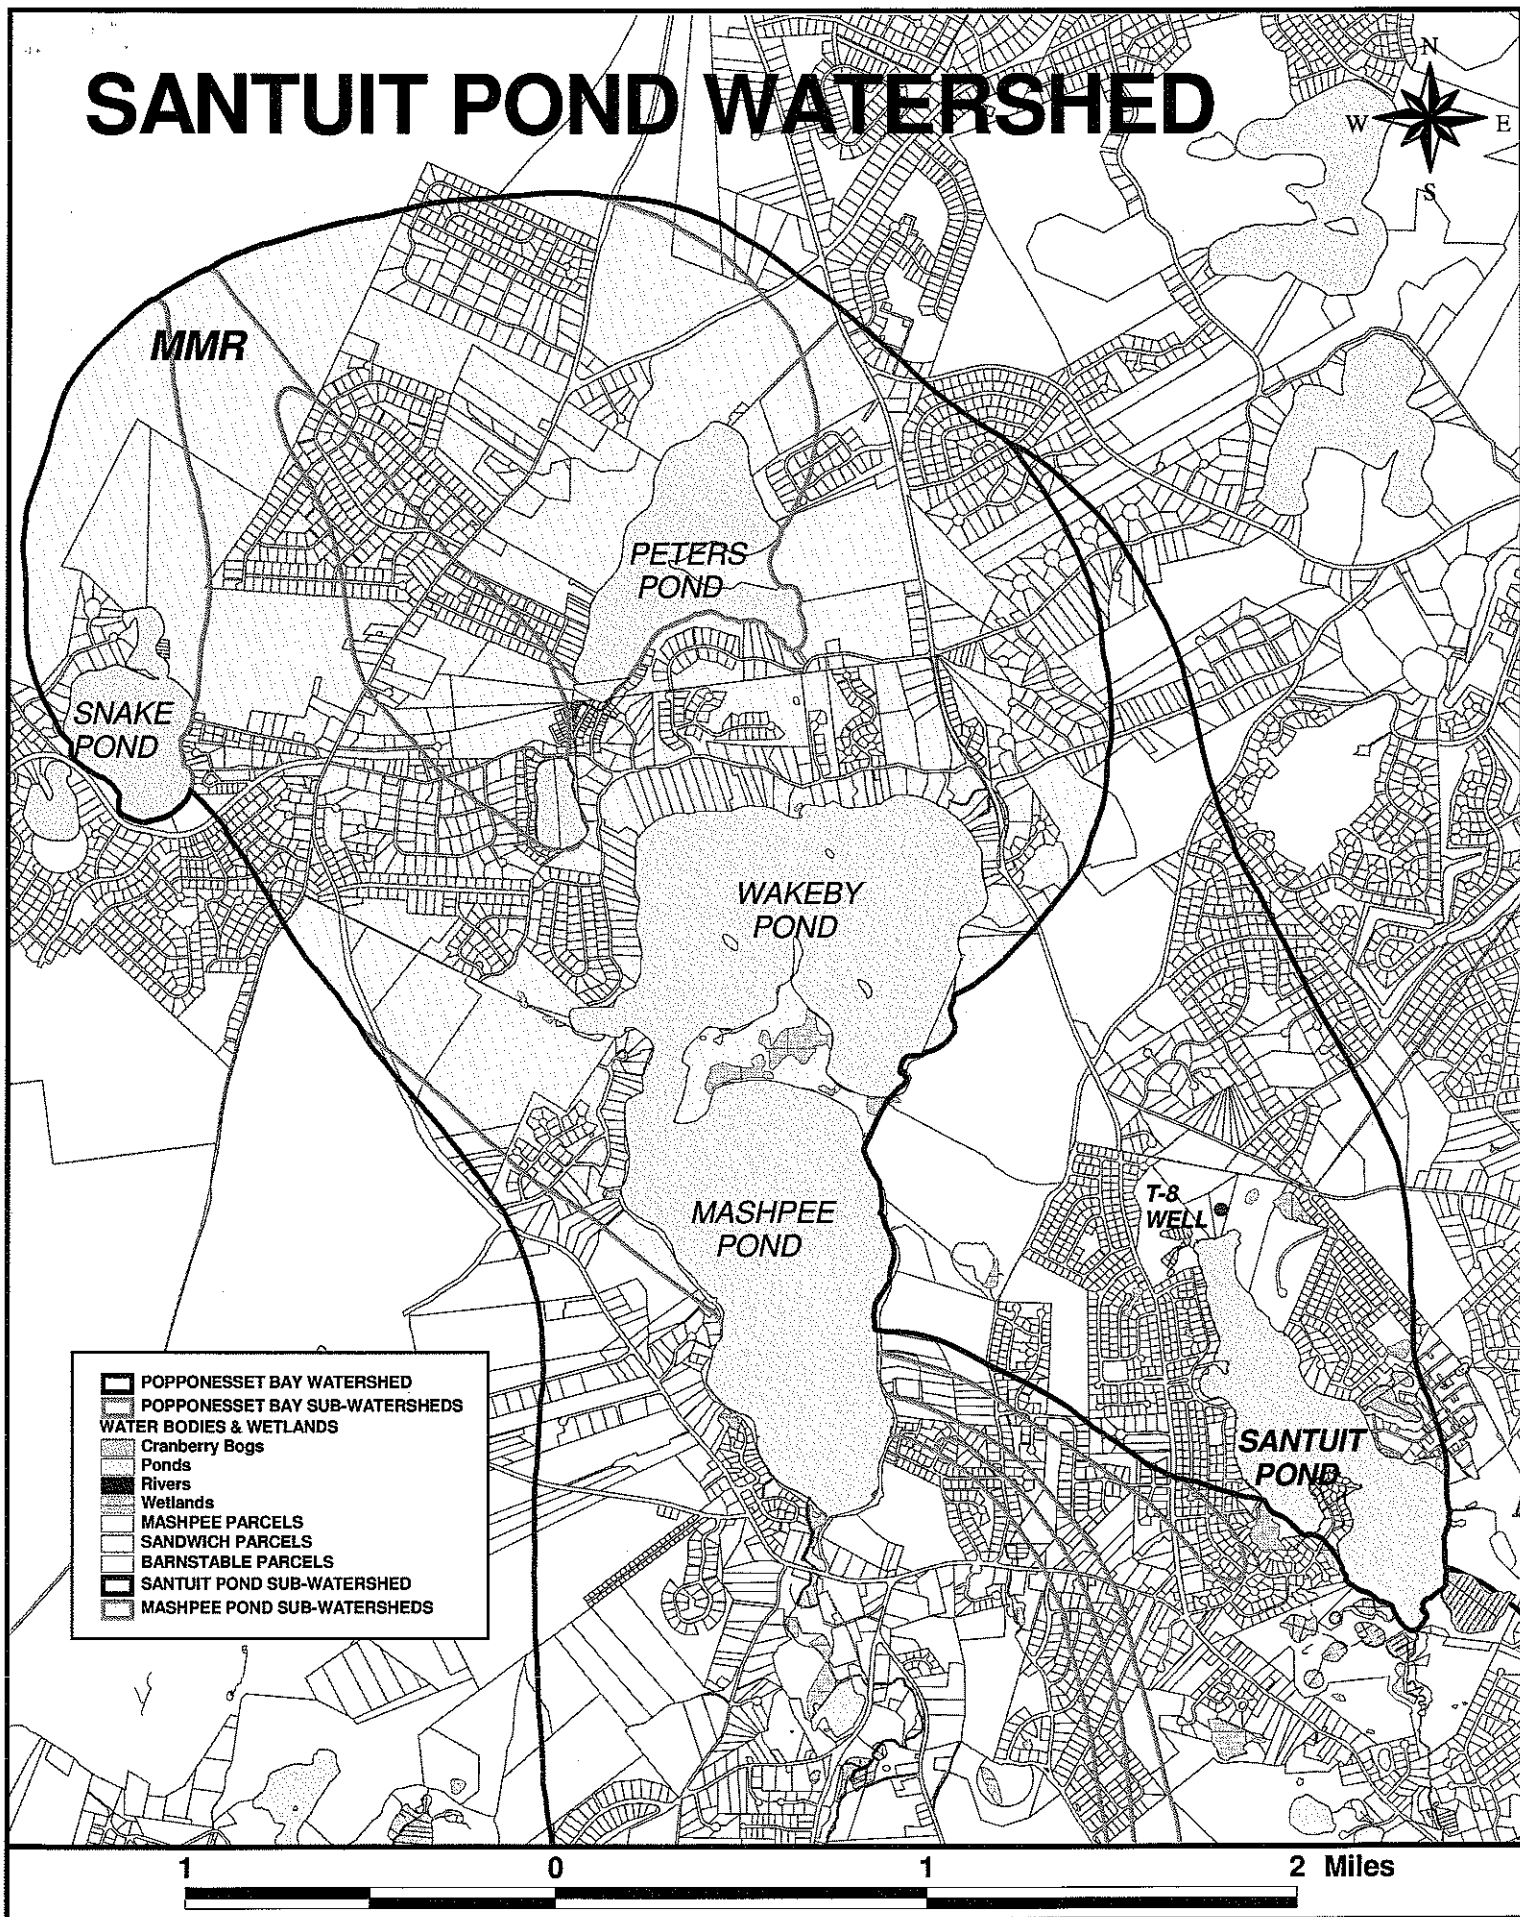 SANTUIT POND WATERSHED
N
W
E
S
MMR
PETERS
POND
SNAKE
POND
WAKEBY
POND
T-8
WELL
MASHPEE
POND
SANTUIT
POND
POPPONESSET BAY WATERSHED
POPPONESSET BAY SUB-WATERSHEDS
WATER BODIES & WETLANDS
Cranberry Bogs
Ponds
Rivers
Wetlands
MASHPEE PARCELS
SANDWICH PARCELS
BARNSTABLE PARCELS
SANTUIT POND SUB-WATERSHED
MASHPEE POND SUB-WATERSHEDS
1 0 1 2 Miles